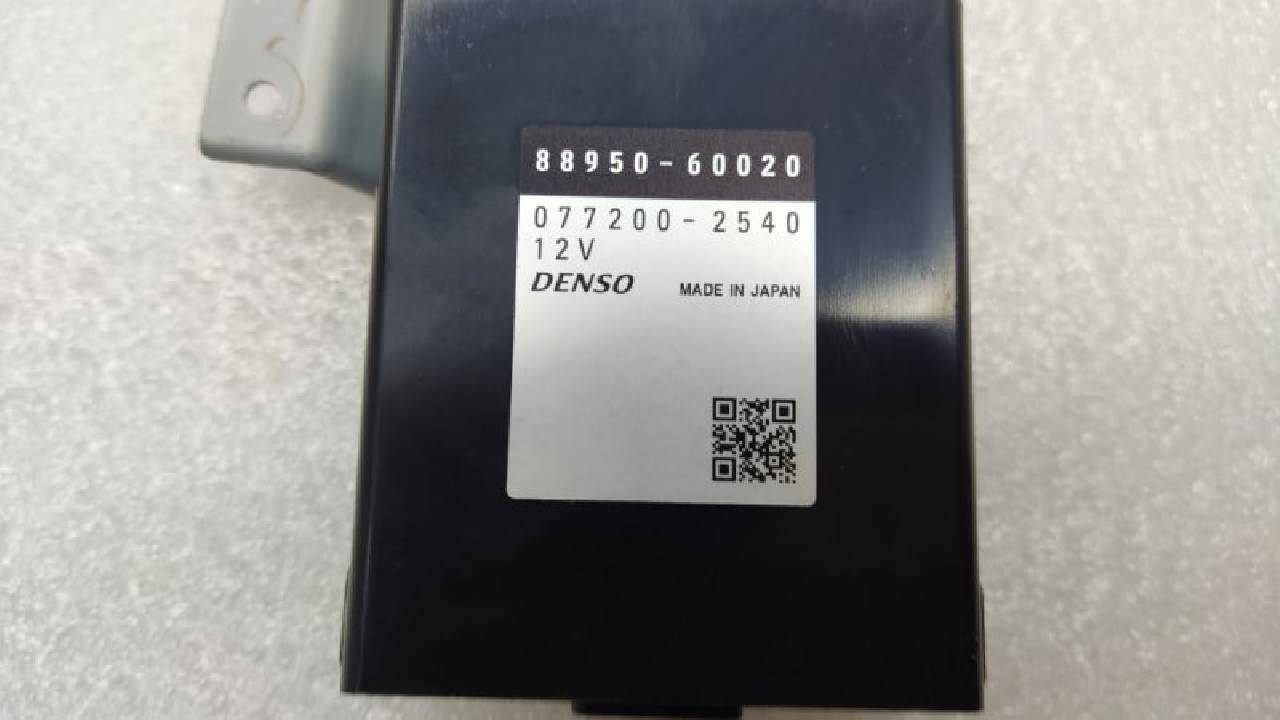 88950-60020
077200-2540
12V
DENSO MADE IN JAPAN